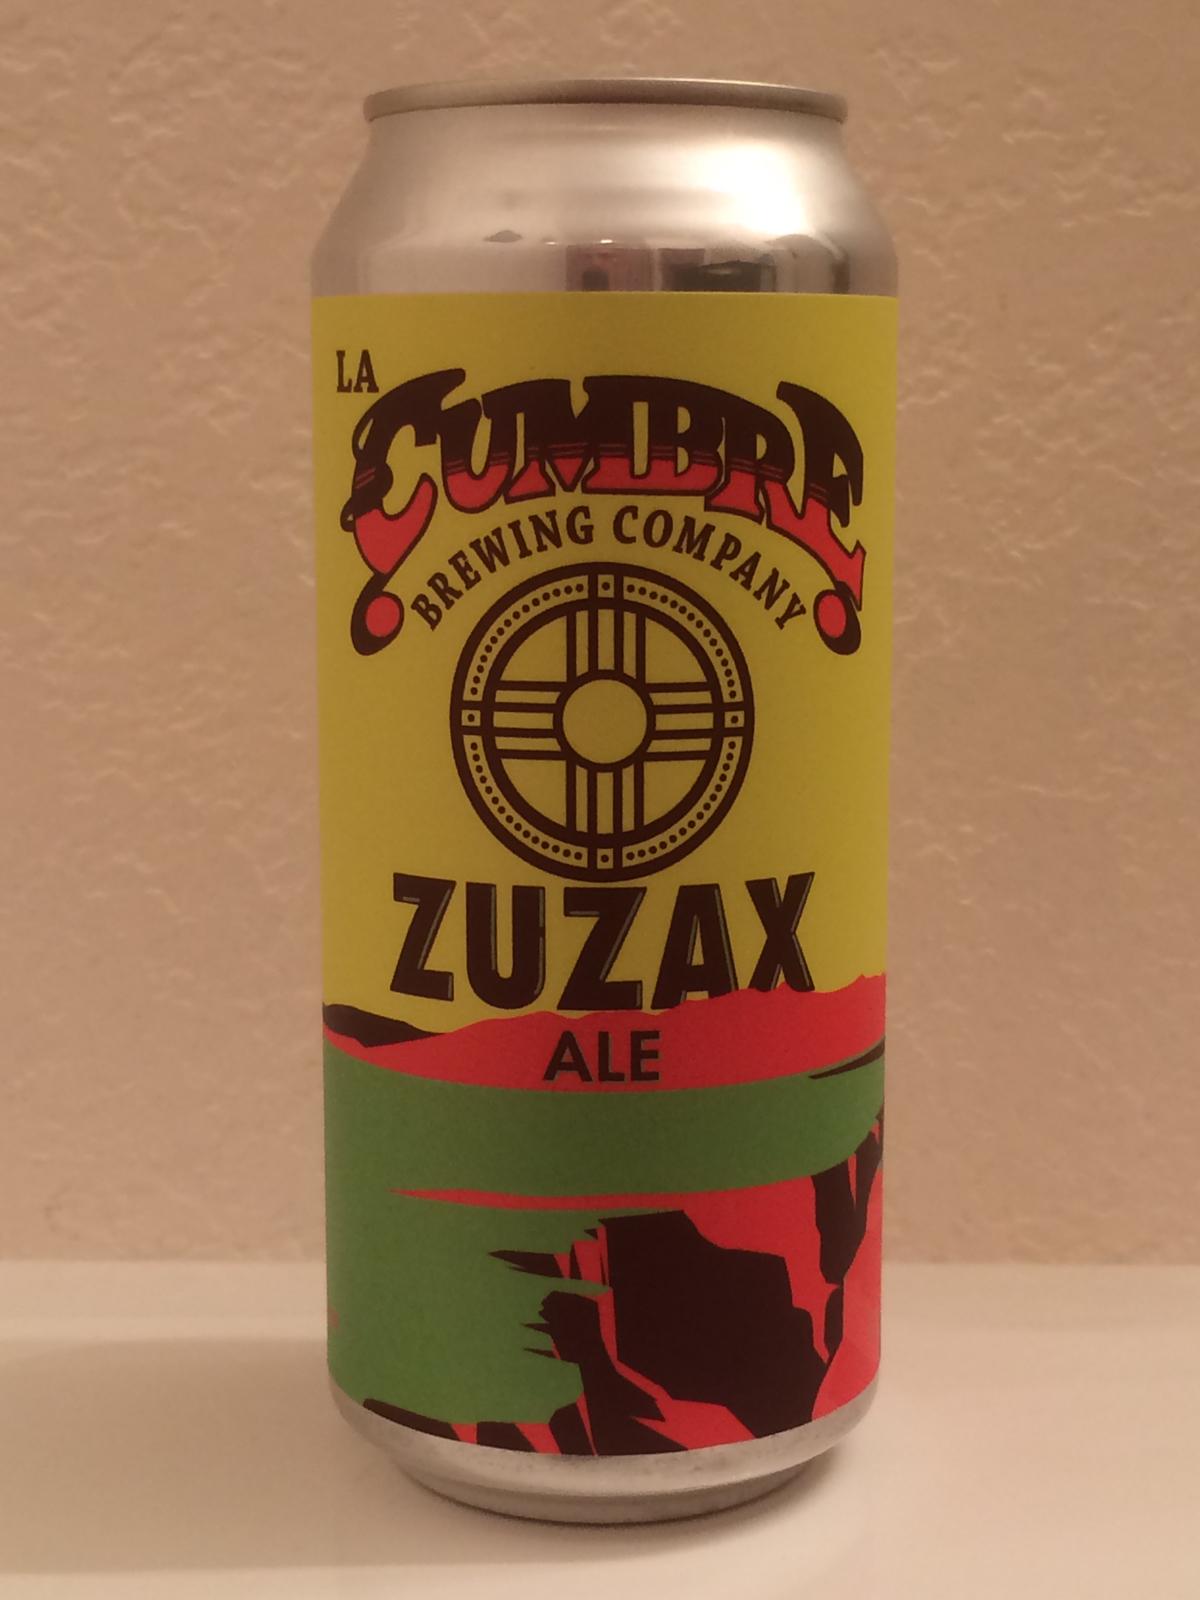 LA
CUMBRE
BREWING COMPANY
ZUZAX
ALE